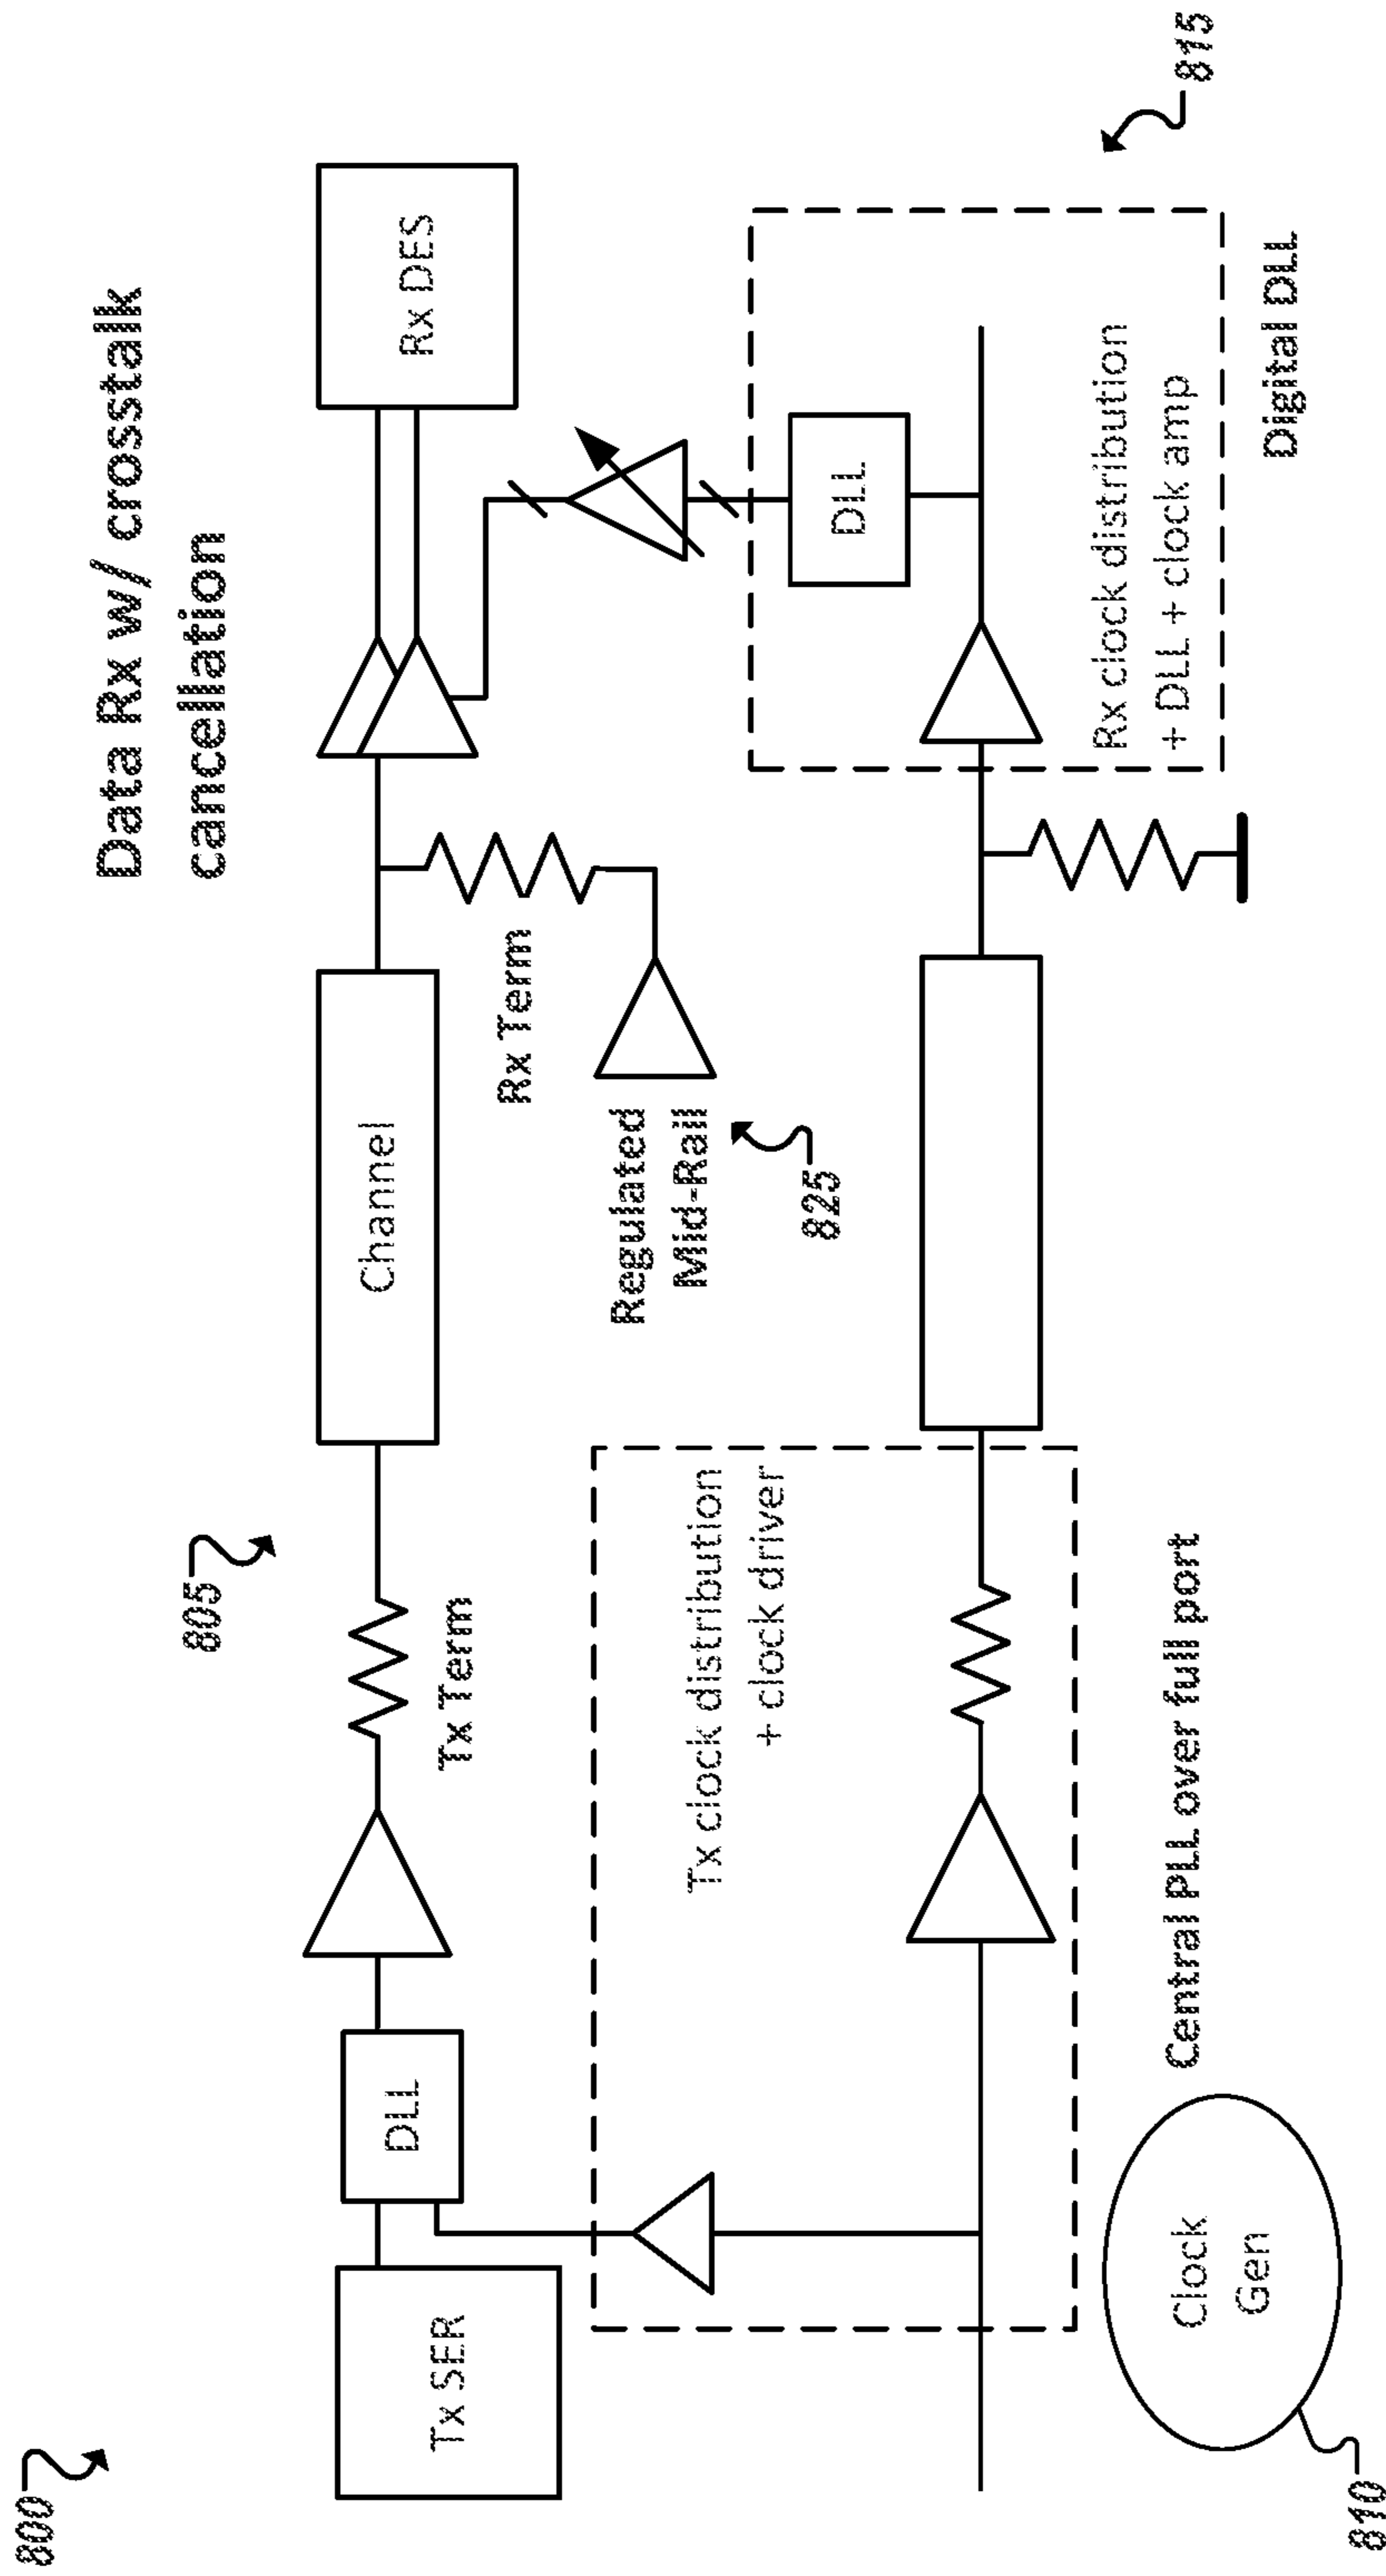 800
805
Data Rx w/ crosstalk
cancellation
Tx SER
DLL
Tx Term
Channel
Rx Term
Rx DES
Regulated
Mid-Rail
825
Tx clock distribution
+ clock driver
DLL
Rx clock distribution
+ DLL + clock amp
815
Central PLL over full port
Digital DLL
Clock
Gen
810